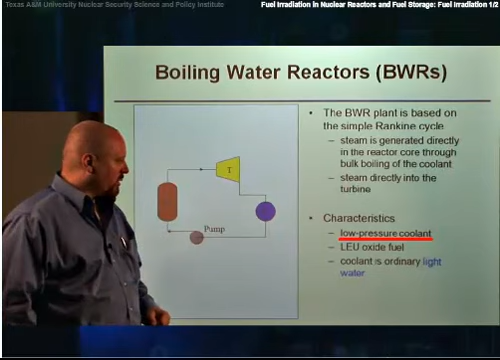 Texas A&M University Nuclear Security Science and Policy Institute
Fuel Irradiation in Nuclear Reactors and Fuel Storage: Fuel Irradiation 1/2
Boiling Water Reactors (BWRs)
T
Pump
• The BWR plant is based on
the simple Rankine cycle
– steam is generated directly
in the reactor core through
bulk boiling of the coolant
– steam directly into the
turbine
• Characteristics
– low-pressure coolant
– LEU oxide fuel
– coolant is ordinary light
water